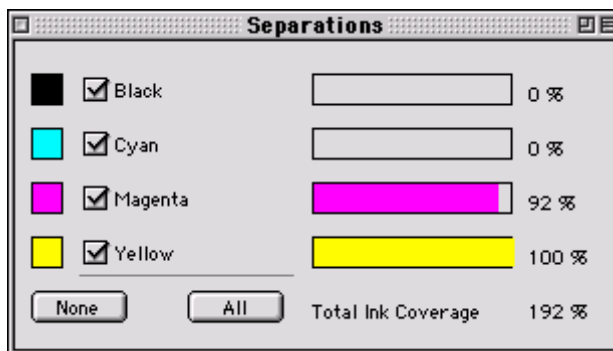 Separations
Black 0 %
Cyan 0 %
Magenta 92 %
Yellow 100 %
None All Total Ink Coverage 192 %